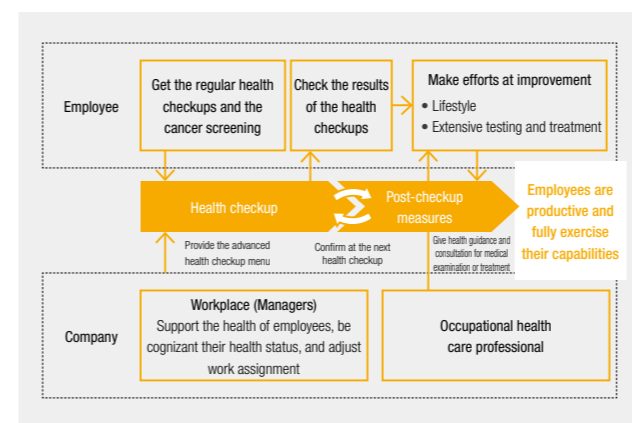 Employee
Get the regular health
checkups and the
cancer screening
Check the results
of the health
checkups
Make efforts at improvement
• Lifestyle
• Extensive testing and treatment
Health checkup
Post-checkup
measures
Employees are
productive and
fully exercise
their capabilities
Provide the advanced
health checkup menu
Confirm at the next
health checkup
Give health guidance and
consultation for medical
examination or treatment
Company
Workplace (Managers)
Support the health of employees, be
cognizant their health status, and adjust
work assignment
Occupational health
care professional